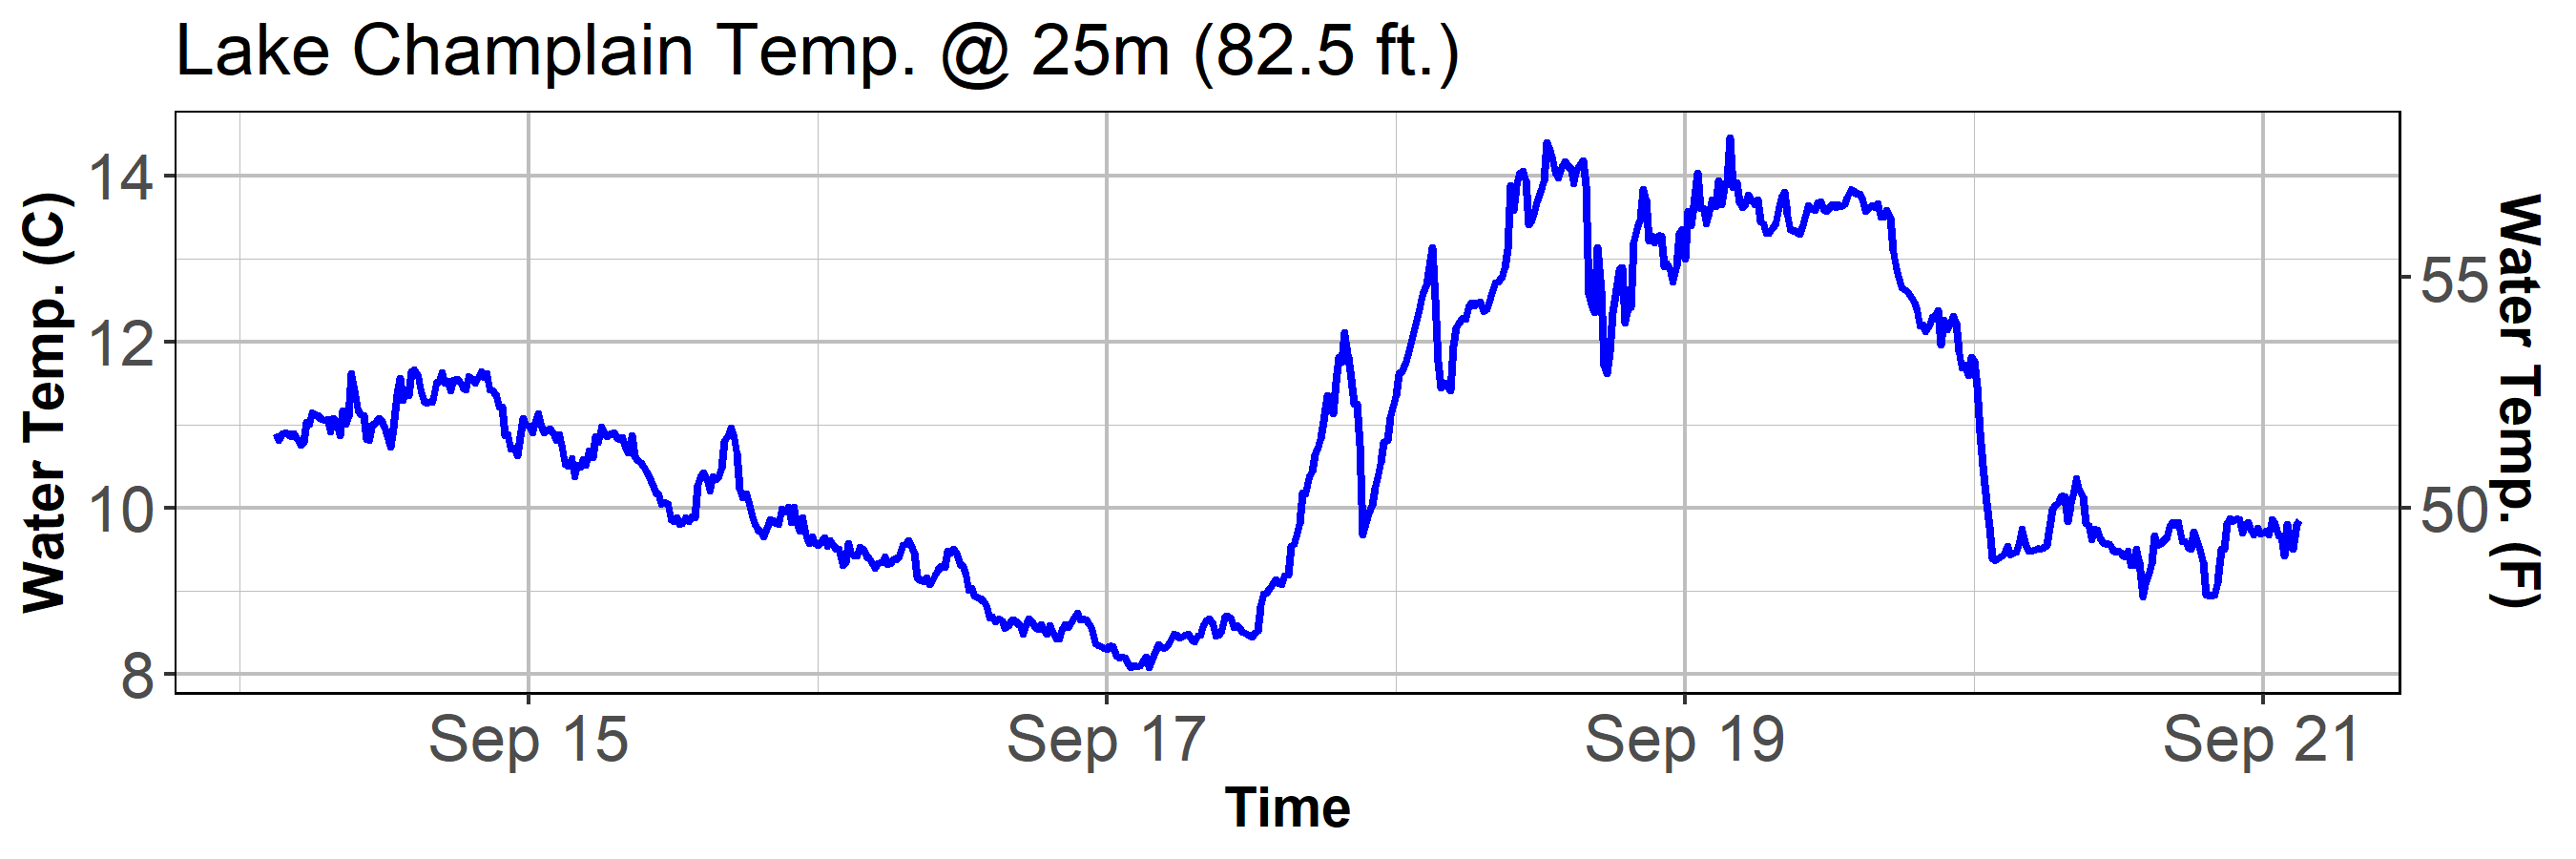 Lake Champlain Temp. @ 25m (82.5 ft.)
Water Temp. (C)
14
12
10
8
55
50
Water Temp. (F)
Sep 15
Sep 17
Sep 19
Sep 21
Time